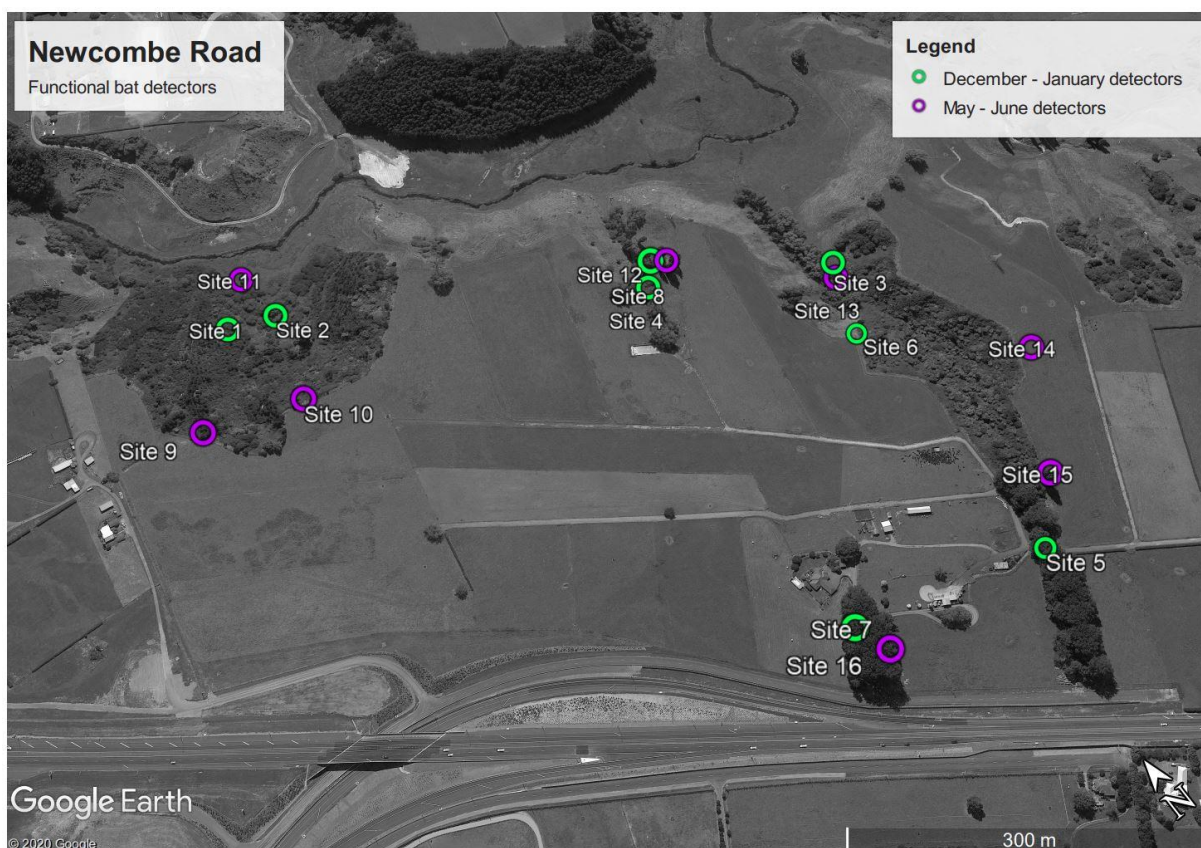 Newcombe Road
Functional bat detectors
Legend
December - January detectors
May - June detectors
Site 11
Site 1
Site 2
Site 10
Site 9
Site 12
Site 8
Site 4
Site 3
Site 13
Site 6
Site 14
Site 15
Site 5
Site 7
Site 16
Google Earth
© 2020 Google
N
300 m